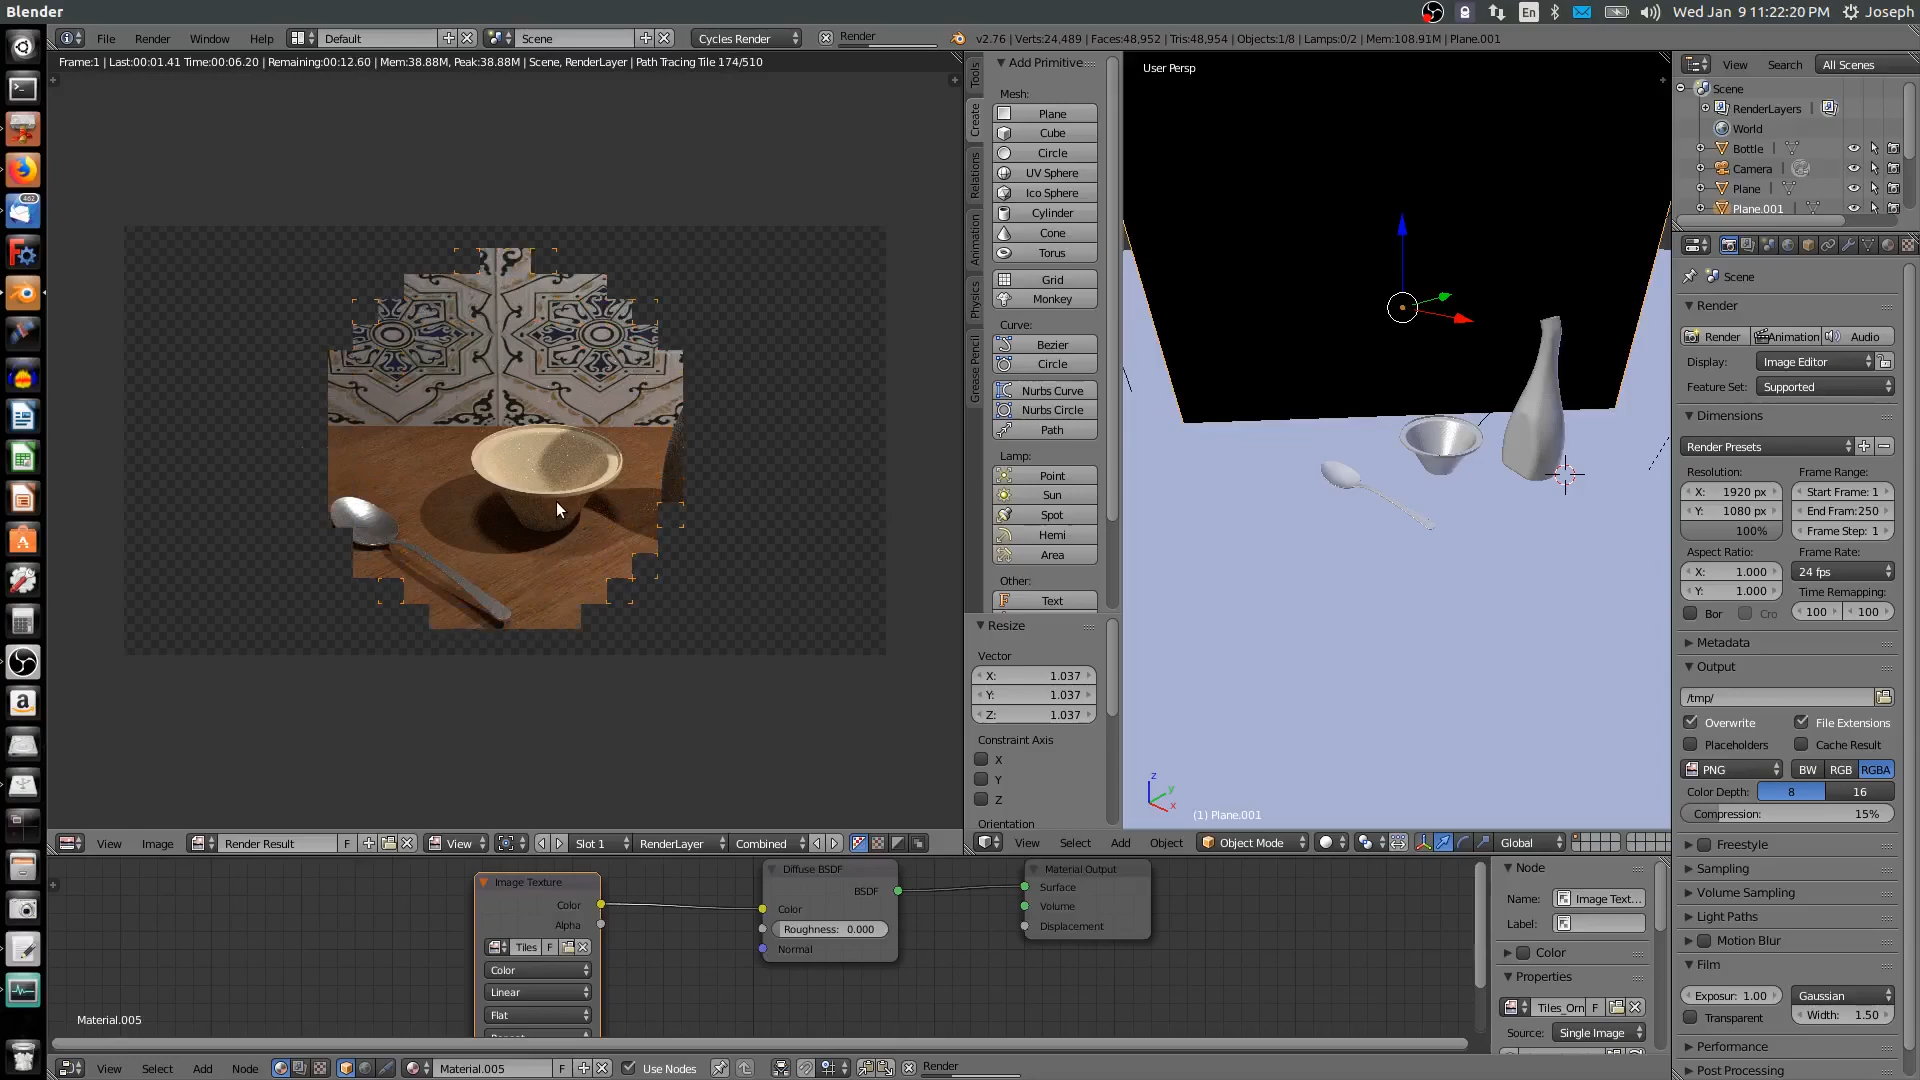 Blender
En
Wed Jan 9 11:22:20 PM
Joseph
File Render Window Help Default Scene Cycles Render Render v2.76 | Verts:24,489 | Faces:48,952 | Tris:48,954 | Objects:1/8 | Lamps:0/2 | Mem:108.91M | Plane.001
Frame:1 | Last:00:01.41 Time:00:06.20 | Remaining:00:12.60 | Mem:38.88M, Peak:38.88M | Scene, RenderLayer | Path Tracing Tile 174/510
Tools
Create
Relations
Animation
Physics
Grease Pencil
Add Primitive
Mesh:
Plane
Cube
Circle
UV Sphere
Ico Sphere
Cylinder
Cone
Torus
Grid
Monkey
Curve:
Bezier
Circle
Nurbs Curve
Nurbs Circle
Path
Lamp:
Point
Sun
Spot
Hemi
Area
Other:
Text
Resize
Vector
X: 1.037
Y: 1.037
Z: 1.037
Constraint Axis
X
Y
Z
Orientation
User Persp
z
y
x
(1) Plane.001
View Search All Scenes
Scene
RenderLayers
World
Bottle
Camera
Plane
Plane.001
Scene
Render
Render Animation Audio
Display: Image Editor
Feature Set: Supported
Dimensions
Render Presets
Resolution: Frame Range:
X: 1920 px Start Frame: 1
Y: 1080 px End Fram:250
100% Frame Step: 1
Aspect Ratio: Frame Rate:
X: 1.000 24 fps
Y: 1.000 Time Remapping:
Bor Cro 100 100
Metadata
Output
/tmp/
Overwrite File Extensions
Placeholders Cache Result
PNG BW RGB RGBA
Color Depth: 8 16
Compression: 15%
Freestyle
Sampling
Volume Sampling
Light Paths
Motion Blur
Film
Exposur: 1.00 Gaussian
Transparent Width: 1.50
Performance
Post Processing
View Image Render Result F View Slot 1 RenderLayer Combined
View Select Add Object Object Mode Global
Image Texture
Color
Alpha
Tiles F
Color
Linear
Flat
Diffuse BSDF
BSDF
Color
Roughness: 0.000
Normal
Material Output
Surface
Volume
Displacement
Material.005
Node
Name: Image Text...
Label:
Color
Properties
Tiles_Orn F
Source: Single Image
View Select Add Node Material.005 F Use Nodes Render